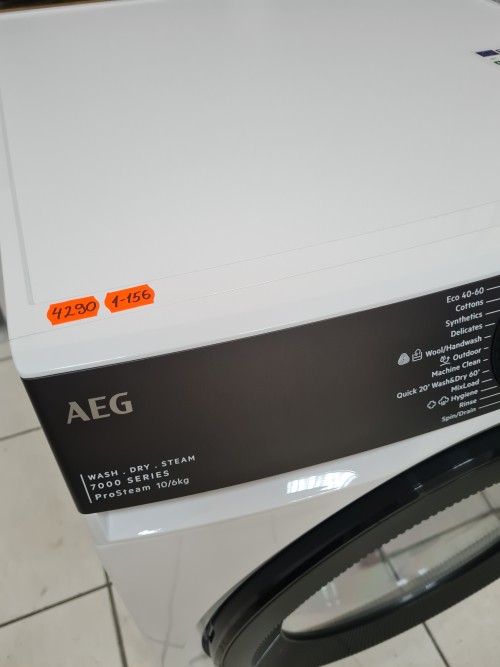 4290 1-156
AEG
WASH . DRY . STEAM
7000 SERIES
ProSteam 10/6kg
Eco 40-60
Cottons
Synthetics
Delicates
Wool/Handwash
Outdoor
Machine Clean
Quick 20' Wash&Dry 60'
MixLoad
Hygiene
Rinse
Spin/Drain